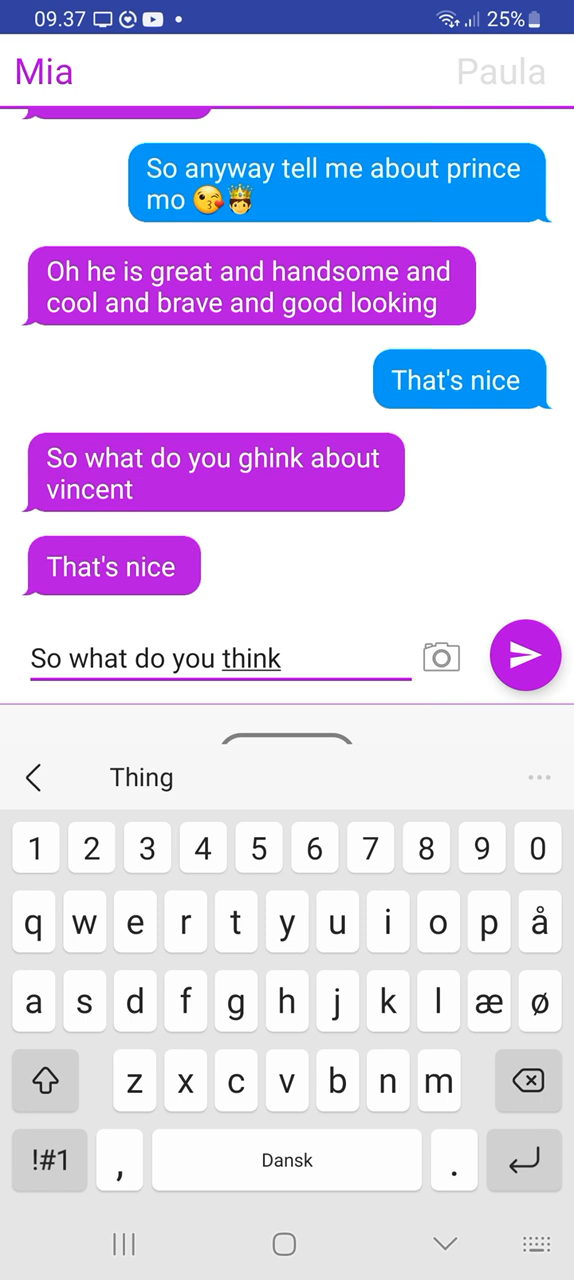 09.37 25%
Mia Paula
So anyway tell me about prince
mo 😘🤴
Oh he is great and handsome and
cool and brave and good looking
That's nice
So what do you ghink about
vincent
That's nice
So what do you think
Thing
1 2 3 4 5 6 7 8 9 0
q w e r t y u i o p å
a s d f g h j k l æ ø
z x c v b n m
!#1 , Dansk .